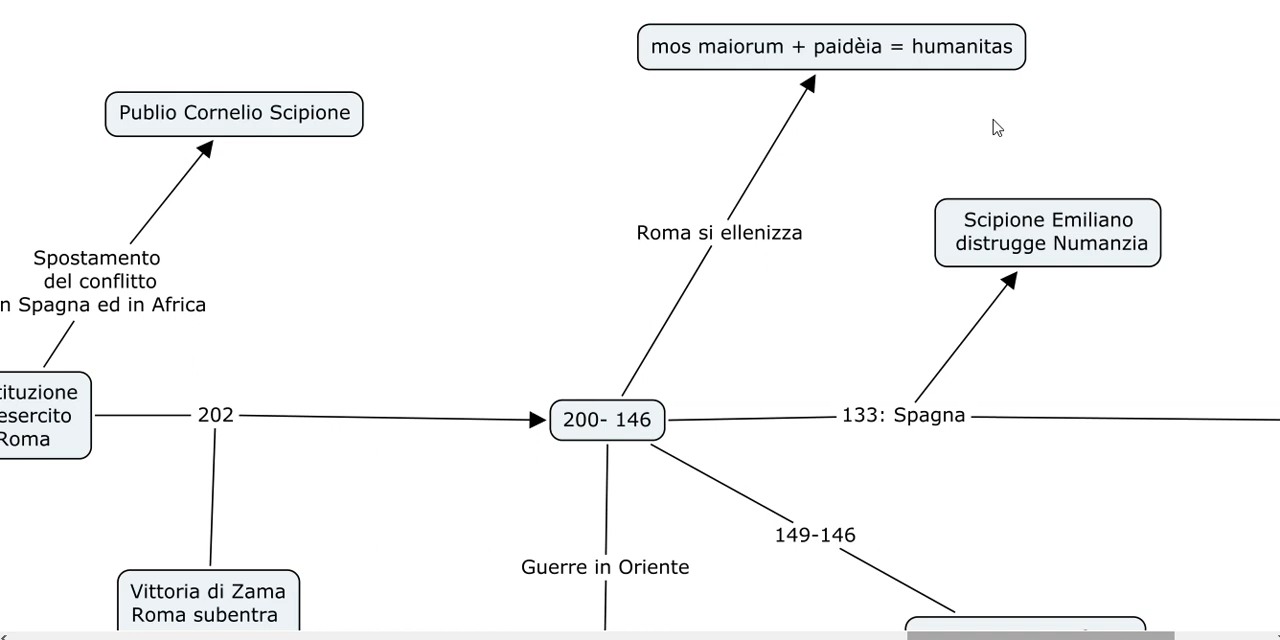 mos maiorum + paidèia = humanitas
Publio Cornelio Scipione
Scipione Emiliano
distrugge Numanzia
Roma si ellenizza
Spostamento
del conflitto
n Spagna ed in Africa
tituzione
esercito
Roma
202
200- 146
133: Spagna
149-146
Guerre in Oriente
Vittoria di Zama
Roma subentra